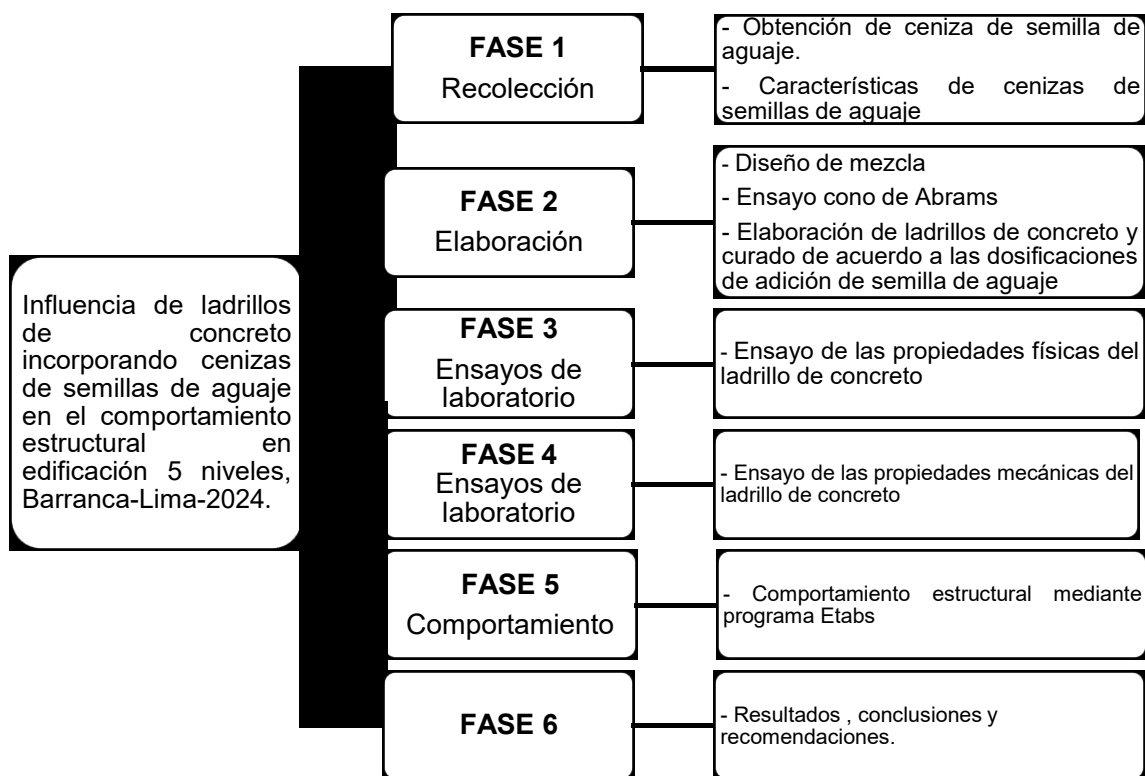 Influencia de ladrillos
de concreto
incorporando cenizas
de semillas de aguaje
en el comportamiento
estructural en
edificación 5 niveles,
Barranca-Lima-2024.
FASE 1
Recolección
- Obtención de ceniza de semilla de
aguaje.
- Características de cenizas de
semillas de aguaje
FASE 2
Elaboración
- Diseño de mezcla
- Ensayo cono de Abrams
- Elaboración de ladrillos de concreto y
curado de acuerdo a las dosificaciones
de adición de semilla de aguaje
FASE 3
Ensayos de
laboratorio
- Ensayo de las propiedades físicas del
ladrillo de concreto
FASE 4
Ensayos de
laboratorio
- Ensayo de las propiedades mecánicas del
ladrillo de concreto
FASE 5
Comportamiento
- Comportamiento estructural mediante
programa Etabs
FASE 6
- Resultados , conclusiones y
recomendaciones.